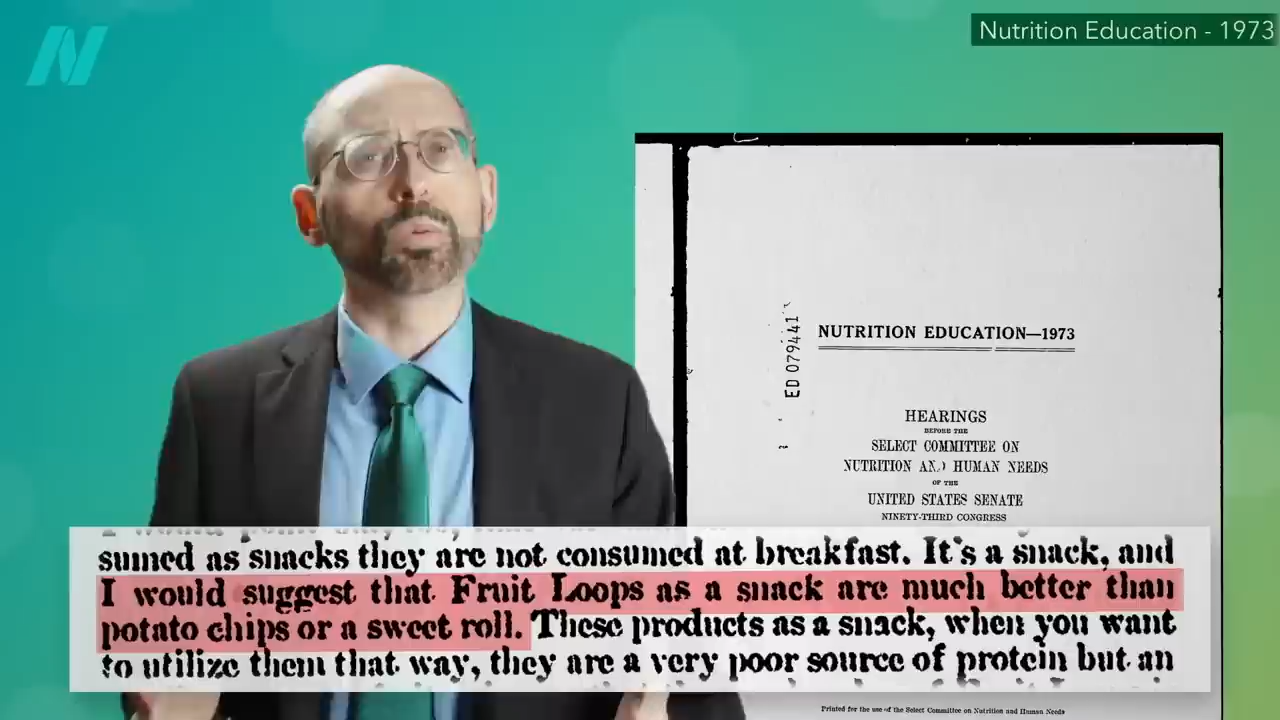 Nutrition Education - 1973
ED 079441
NUTRITION EDUCATION—1973
HEARINGS
BEFORE THE
SELECT COMMITTEE ON
NUTRITION AND HUMAN NEEDS
OF THE
UNITED STATES SENATE
NINETY-THIRD CONGRESS
sumed as snacks they are not consumed at breakfast. It's a snack, and
I would suggest that Fruit Loops as a snack are much better than
potato chips or a sweet roll. These products as a snack, when you want
to utilize them that way, they are a very poor source of protein but an
Printed for the use of the Select Committee on Nutrition and Human Needs